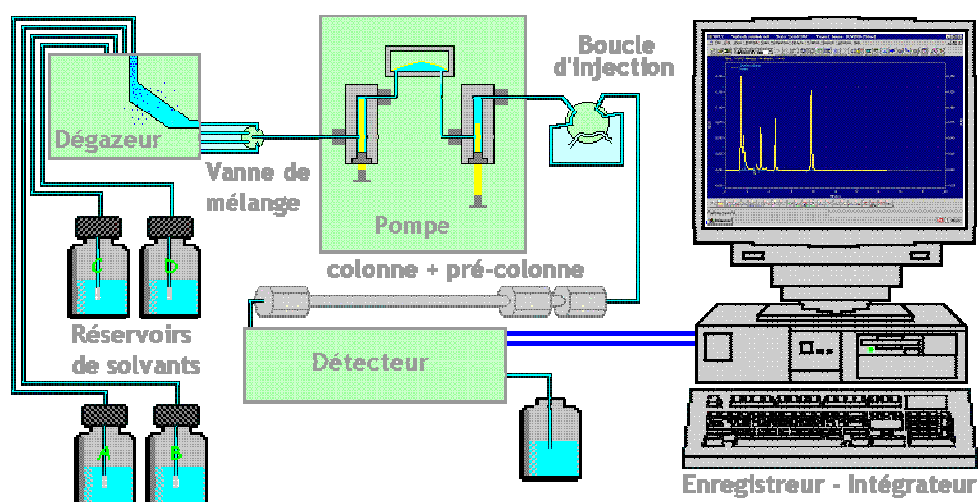 Boucle
d'injection
Dégazeur
Vanne de
mélange
Pompe
C
D
colonne + pré-colonne
Réservoirs
de solvants
Détecteur
A
B
Enregistreur - Intégrateur